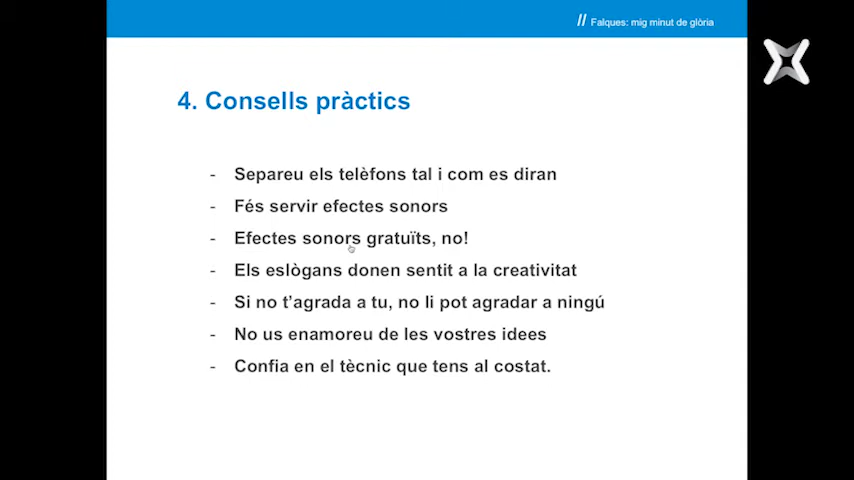 // Falques: mig minut de glòria
4. Consells pràctics
- Separeu els telèfons tal i com es diran
- Fés servir efectes sonors
- Efectes sonors gratuïts, no!
- Els eslògans donen sentit a la creativitat
- Si no t’agrada a tu, no li pot agradar a ningú
- No us enamoreu de les vostres idees
- Confia en el tècnic que tens al costat.